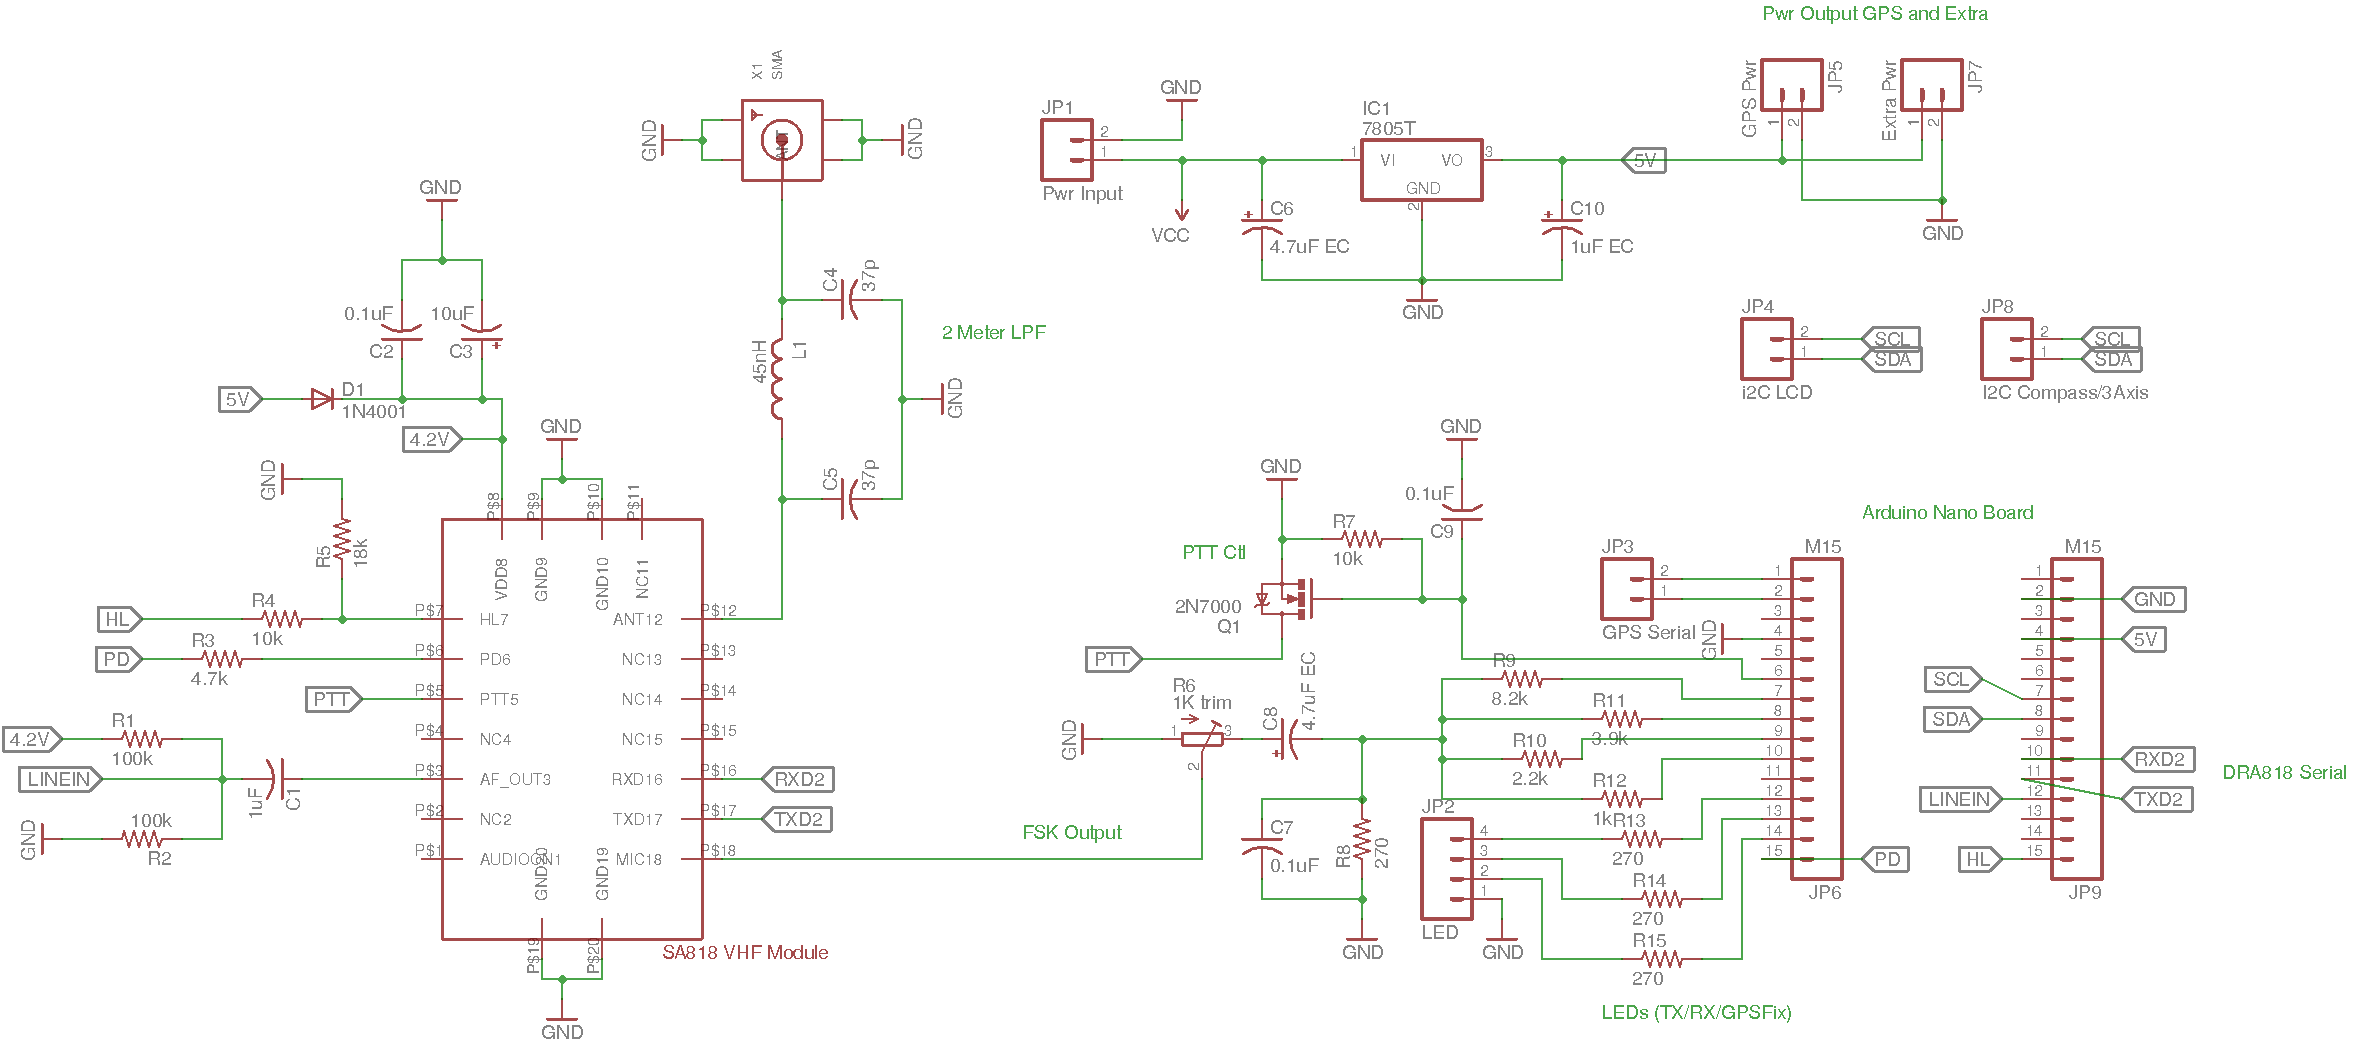 Pwr Output GPS and Extra
X1
SMA
GND
GND
ANT
GND
0.1uF
C2
10uF
C3
5V
D1
1N4001
4.2V
C4
37p
45nH
L1
2 Meter LPF
GND
C5
37p
JP1
2
1
Pwr Input
GND
VCC
IC1
7805T
1
VI
VO
3
GND
2
C6
4.7uF EC
C10
1uF EC
GND
5V
GPS Pwr
JP5
1
2
Extra Pwr
JP7
1
2
GND
JP4
2
1
SCL
SDA
i2C LCD
JP8
2
1
SCL
SDA
I2C Compass/3Axis
GND
R5
18k
GND
HL
R4
10k
PD
R3
4.7k
PTT
4.2V
R1
100k
LINEIN
1uF
C1
GND
100k
R2
P$8
P$9
P$10
P$11
VDD8
GND9
GND10
NC11
P$7
HL7
ANT12
P$12
P$6
PD6
NC13
P$13
P$5
PTT5
NC14
P$14
P$4
NC4
NC15
P$15
P$3
AF_OUT3
RXD16
P$16
RXD2
P$2
NC2
TXD17
P$17
TXD2
P$1
AUDIOON1
MIC18
P$18
GND20
GND19
P$19
P$20
SA818 VHF Module
GND
GND
GND
0.1uF
C9
PTT Ctl
R7
10k
2N7000
Q1
PTT
R6
1K trim
GND
1
3
2
C8
4.7uF EC
FSK Output
C7
0.1uF
R8
270
GND
R9
8.2k
R11
3.9k
R10
2.2k
R12
1k
R13
270
R14
270
R15
270
JP2
4
3
2
1
LED
GND
LEDs (TX/RX/GPSFix)
Arduino Nano Board
JP3
2
1
GPS Serial
GND
M15
1
2
3
4
5
6
7
8
9
10
11
12
13
14
15
JP6
PD
M15
1
2
3
4
5
6
7
8
9
10
11
12
13
14
15
JP9
GND
5V
SCL
SDA
RXD2
TXD2
LINEIN
HL
DRA818 Serial